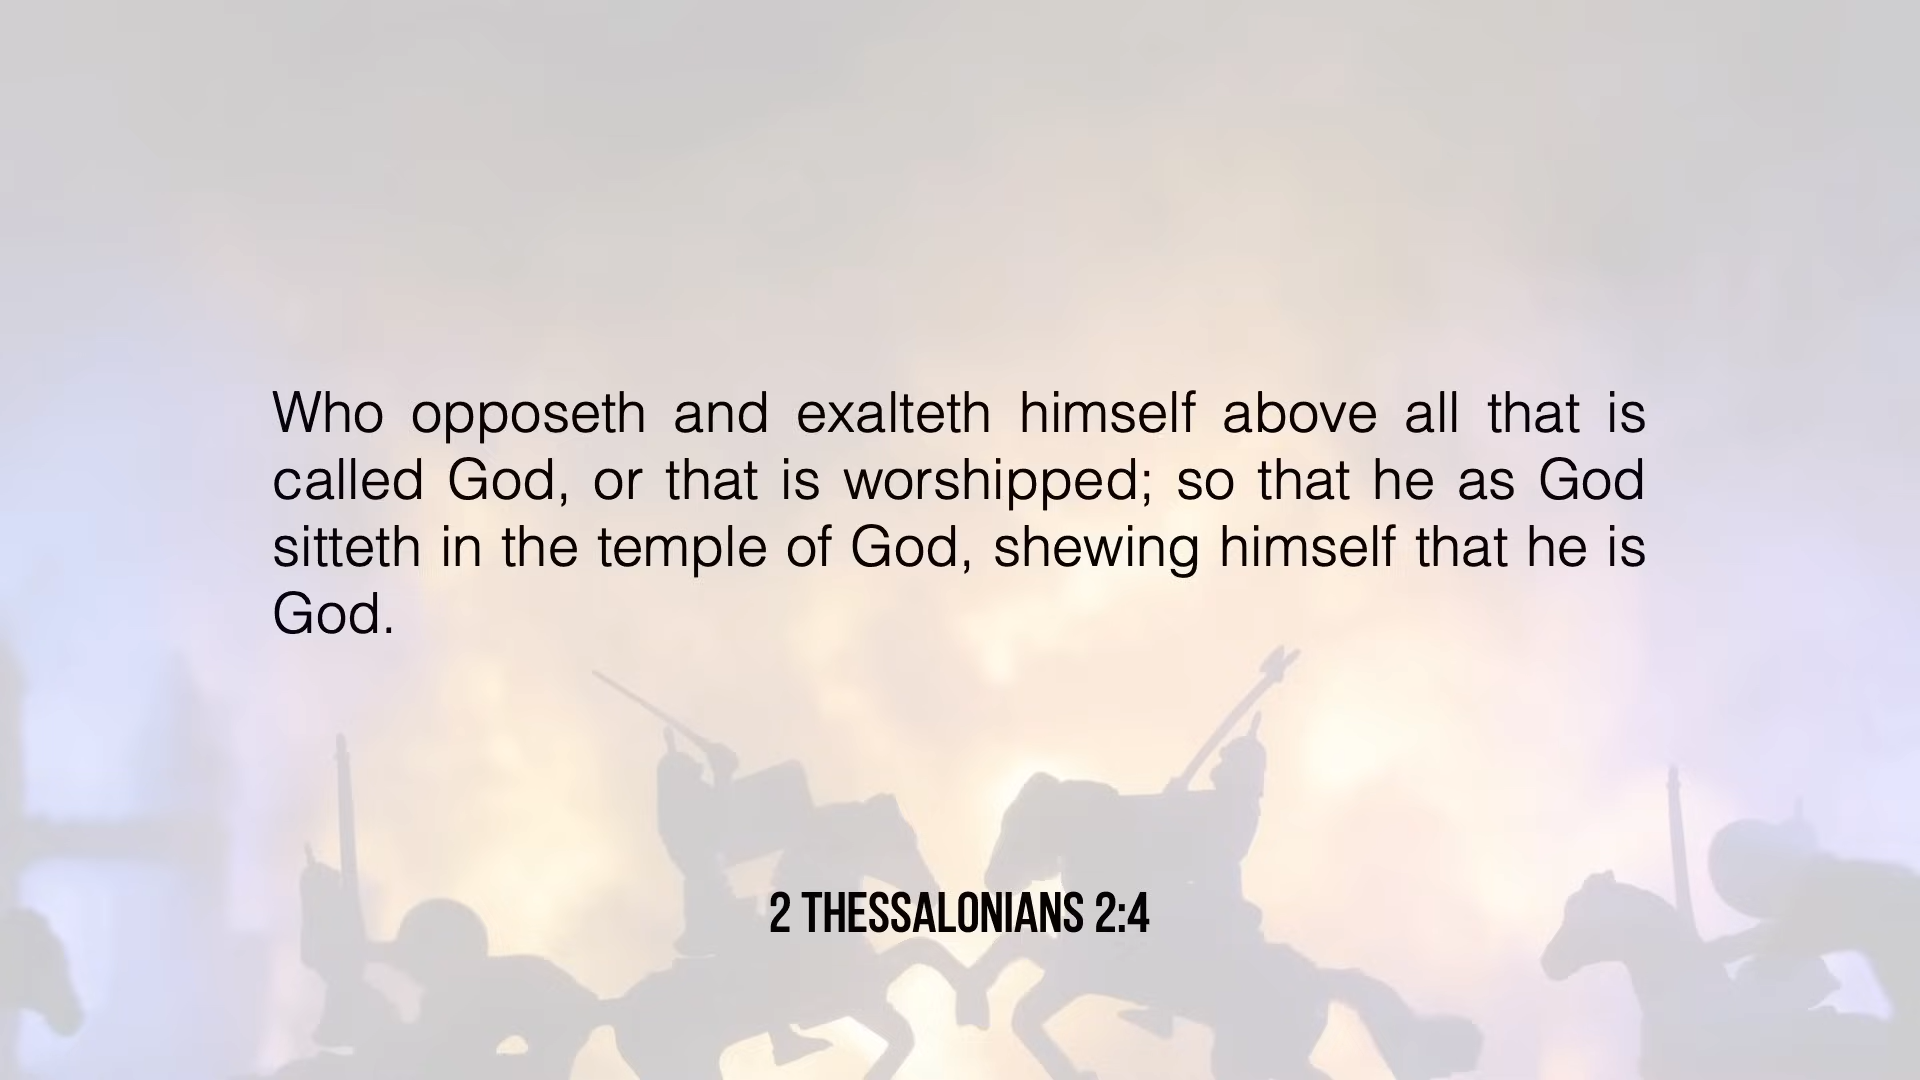 Who opposeth and exalteth himself above all that is
called God, or that is worshipped; so that he as God
sitteth in the temple of God, shewing himself that he is
God.
2 THESSALONIANS 2:4